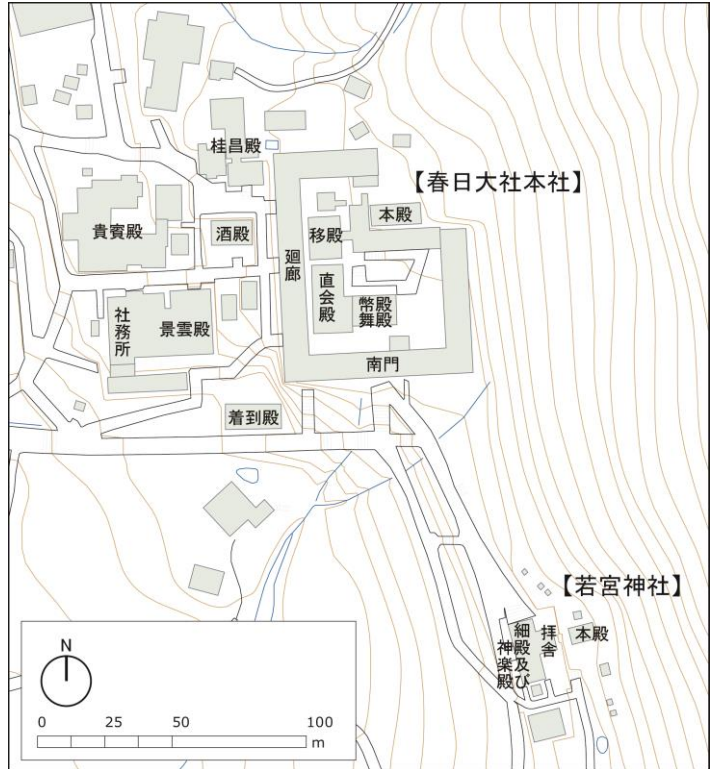 桂昌殿
【春日大社本社】
貴賓殿
酒殿
移殿
本殿
廻廊
直会殿
幣殿
舞殿
社務所
景雲殿
南門
着到殿
【若宮神社】
拝舎
細殿及び
神楽殿
本殿
N
0 25 50 100
m